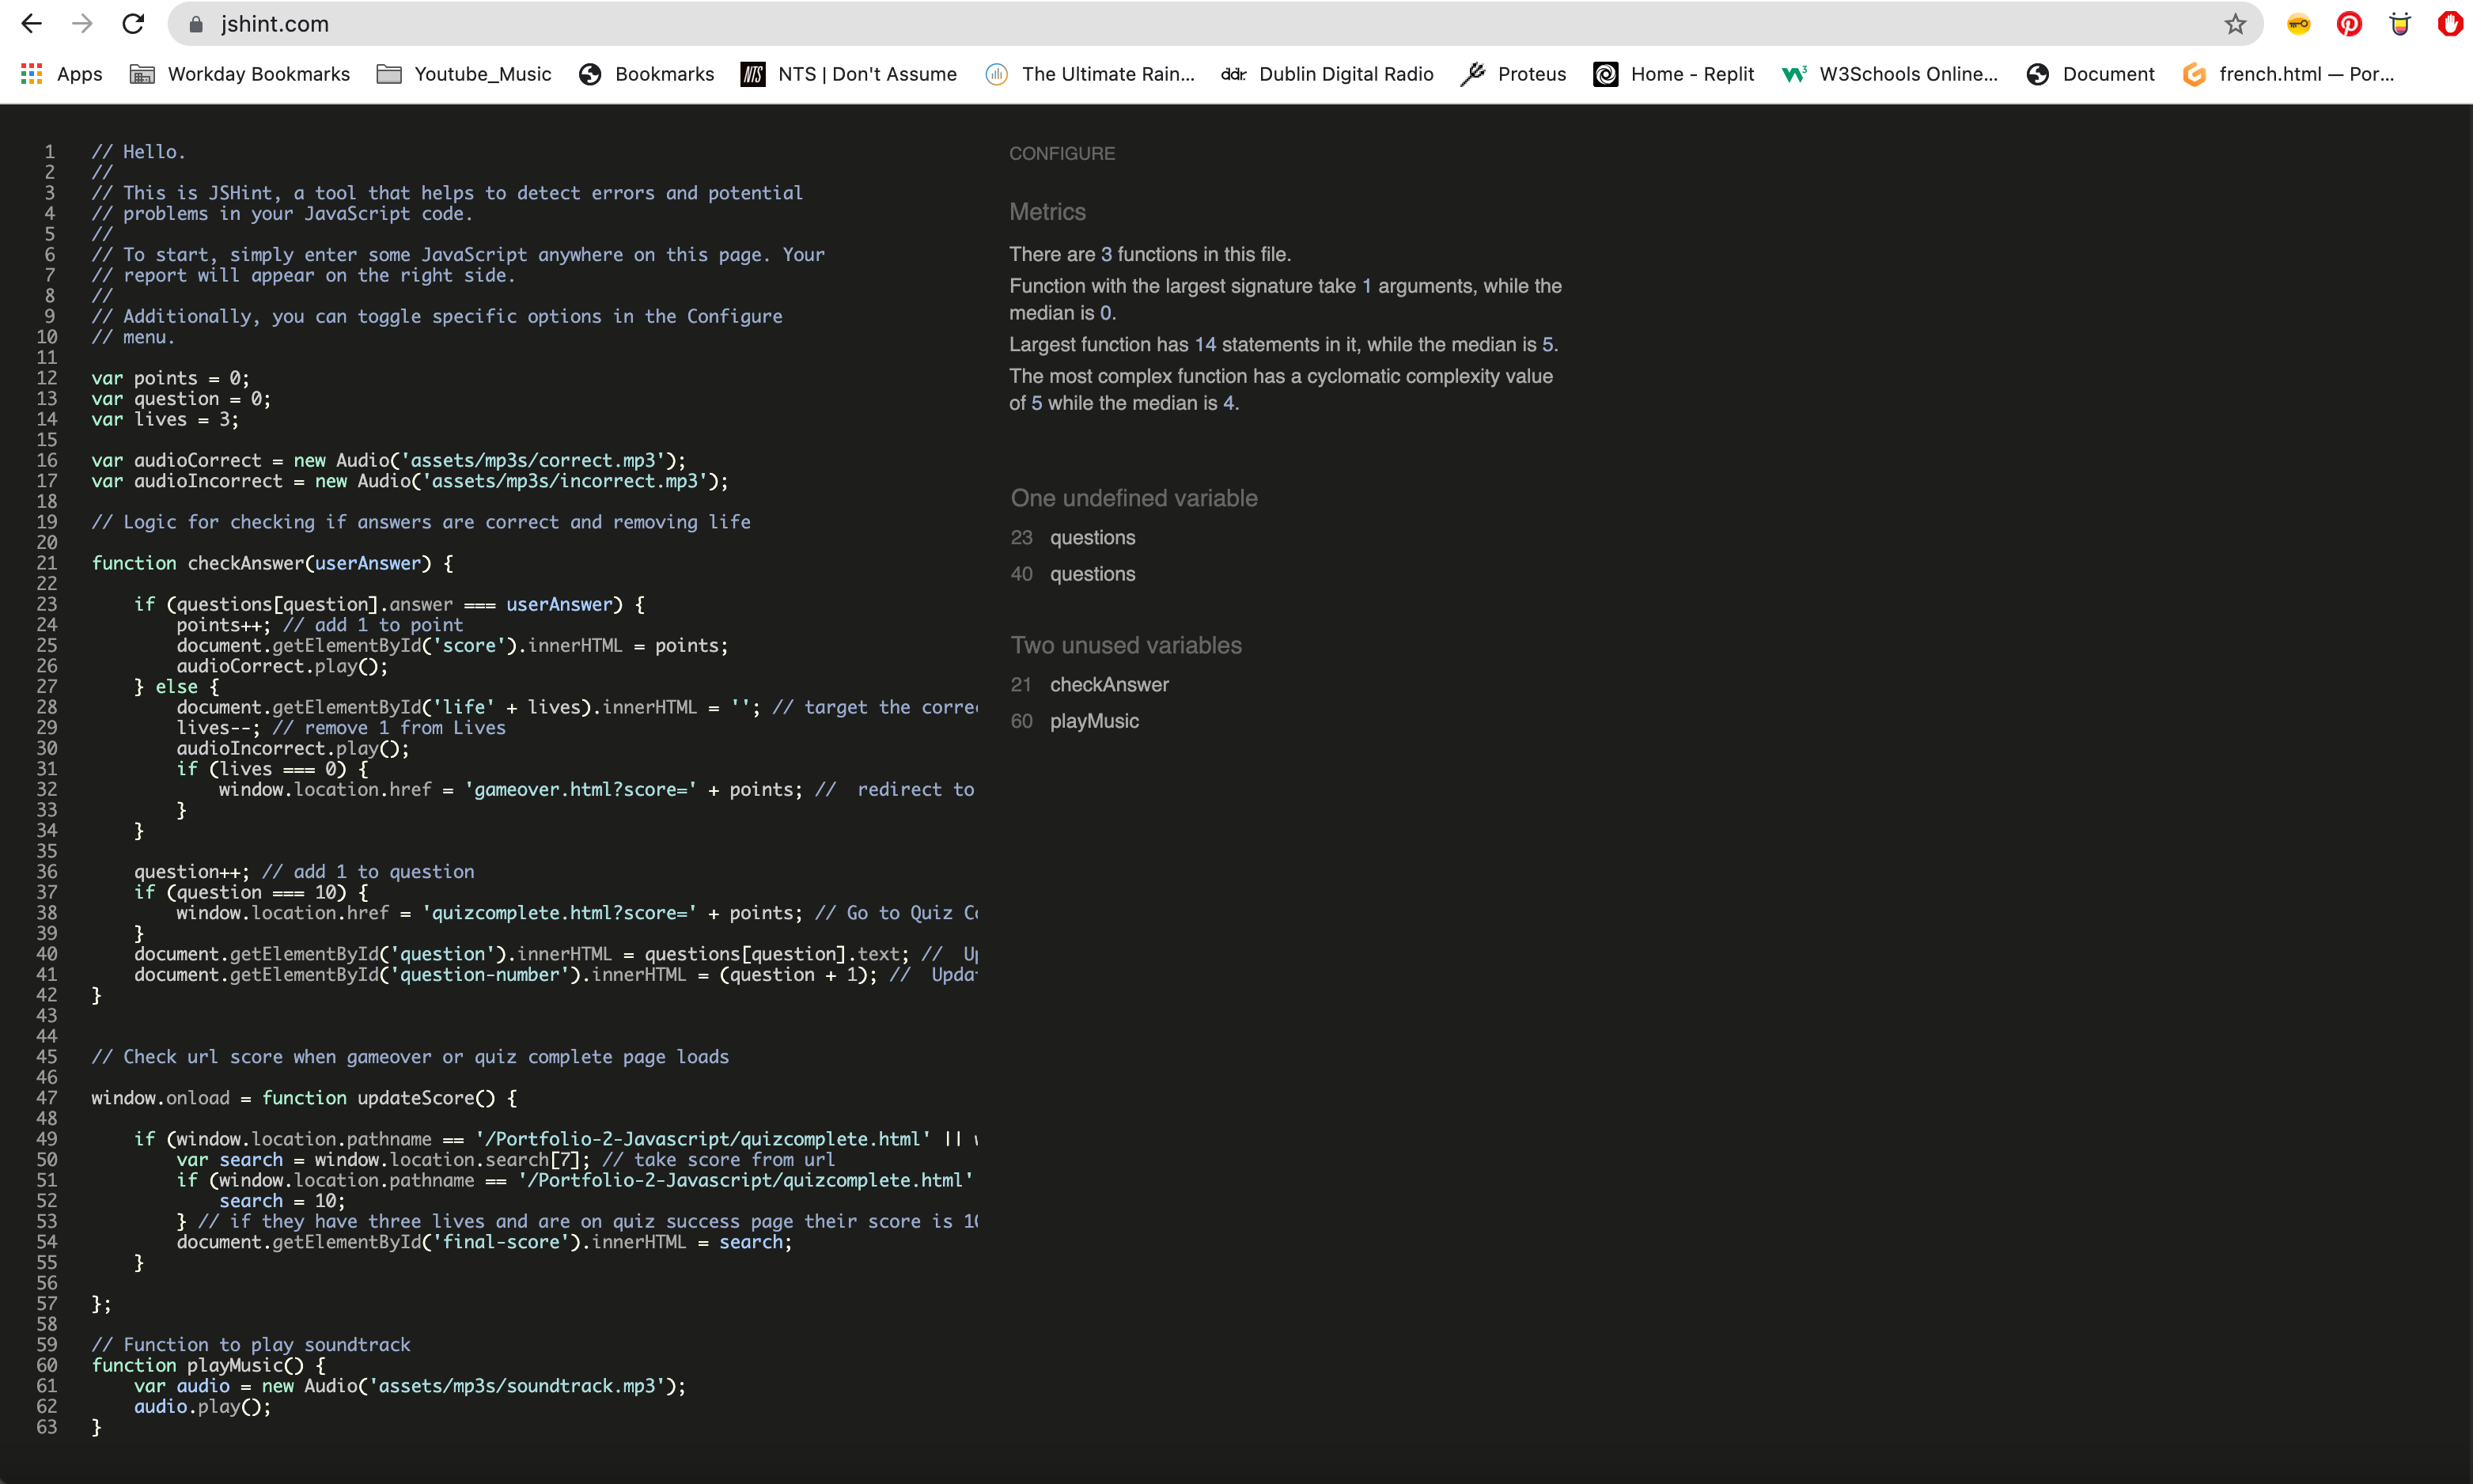 jshint.com
Apps Workday Bookmarks Youtube_Music Bookmarks NTS NTS | Don't Assume The Ultimate Rain... ddr. Dublin Digital Radio Proteus Home - Replit W3Schools Online... Document french.html — Por...
1 // Hello.
2 //
3 // This is JSHint, a tool that helps to detect errors and potential
4 // problems in your JavaScript code.
5 //
6 // To start, simply enter some JavaScript anywhere on this page. Your
7 // report will appear on the right side.
8 //
9 // Additionally, you can toggle specific options in the Configure
10 // menu.
11
12 var points = 0;
13 var question = 0;
14 var lives = 3;
15
16 var audioCorrect = new Audio('assets/mp3s/correct.mp3');
17 var audioIncorrect = new Audio('assets/mp3s/incorrect.mp3');
18
19 // Logic for checking if answers are correct and removing life
20
21 function checkAnswer(userAnswer) {
22
23 if (questions[question].answer === userAnswer) {
24 points++; // add 1 to point
25 document.getElementById('score').innerHTML = points;
26 audioCorrect.play();
27 } else {
28 document.getElementById('life' + lives).innerHTML = ''; // target the corre
29 lives--; // remove 1 from Lives
30 audioIncorrect.play();
31 if (lives === 0) {
32 window.location.href = 'gameover.html?score=' + points; // redirect to
33 }
34 }
35
36 question++; // add 1 to question
37 if (question === 10) {
38 window.location.href = 'quizcomplete.html?score=' + points; // Go to Quiz C
39 }
40 document.getElementById('question').innerHTML = questions[question].text; // U
41 document.getElementById('question-number').innerHTML = (question + 1); // Upda
42 }
43
44
45 // Check url score when gameover or quiz complete page loads
46
47 window.onload = function updateScore() {
48
49 if (window.location.pathname == '/Portfolio-2-Javascript/quizcomplete.html' ||
50 var search = window.location.search[7]; // take score from url
51 if (window.location.pathname == '/Portfolio-2-Javascript/quizcomplete.html'
52 search = 10;
53 } // if they have three lives and are on quiz success page their score is 10
54 document.getElementById('final-score').innerHTML = search;
55 }
56
57 };
58
59 // Function to play soundtrack
60 function playMusic() {
61 var audio = new Audio('assets/mp3s/soundtrack.mp3');
62 audio.play();
63 }
CONFIGURE
Metrics
There are 3 functions in this file.
Function with the largest signature take 1 arguments, while the
median is 0.
Largest function has 14 statements in it, while the median is 5.
The most complex function has a cyclomatic complexity value
of 5 while the median is 4.
One undefined variable
23 questions
40 questions
Two unused variables
21 checkAnswer
60 playMusic